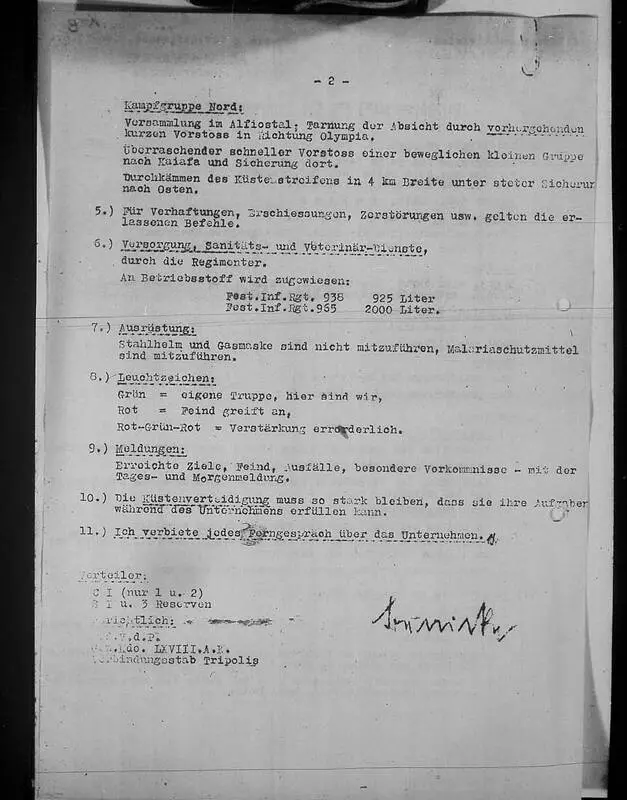 - 2 -
Kampfgruppe Nord:
Versammlung im Alfiostal; Tarnung der Absicht durch vorhergehenden
kurzen Vorstoss in Richtung Olympia.
Überraschender schneller Vorstoss einer beweglichen kleinen Gruppe
nach Kaiafa und Sicherung dort.
Durchkämmen des Küstenstreifens in 4 km Breite unter steter Sicherun
nach Osten.
5.) Für Verhaftungen, Erschiessungen, Zerstörungen usw. gelten die er-
lassenen Befehle.
6.) Versorgung, Sanitäts- und Veterinär-Dienste,
durch die Regimenter.
An Betriebsstoff wird zugewiesen:
Fest.Inf.Rgt. 938 925 Liter
Fest.Inf.Rgt.965 2000 Liter.
7.) Ausrüstung:
Stahlhelm und Gasmaske sind nicht mitzuführen, Malariaschutzmittel
sind mitzuführen.
8.) Leuchtzeichen:
Grün = eigene Truppe, hier sind wir,
Rot = Feind greift an,
Rot-Grün-Rot = Verstärkung erforderlich.
9.) Meldungen:
Erreichte Ziele, Feind, Ausfälle, besondere Vorkommnisse - mit der
Tages- und Morgenmeldung.
10.) Die Küstenverteidigung muss so stark bleiben, dass sie ihre Aufgaben
während des Unternehmens erfüllen kann.
11.) Ich verbiete jedes Ferngespräch über das Unternehmen.
Verteiler:
C I (nur 1 u. 2)
I u. 3 Reserven
richtlich:
V.d.P.
Kdo. LXVIII.A.K.
Verbindungsstab Tripolis